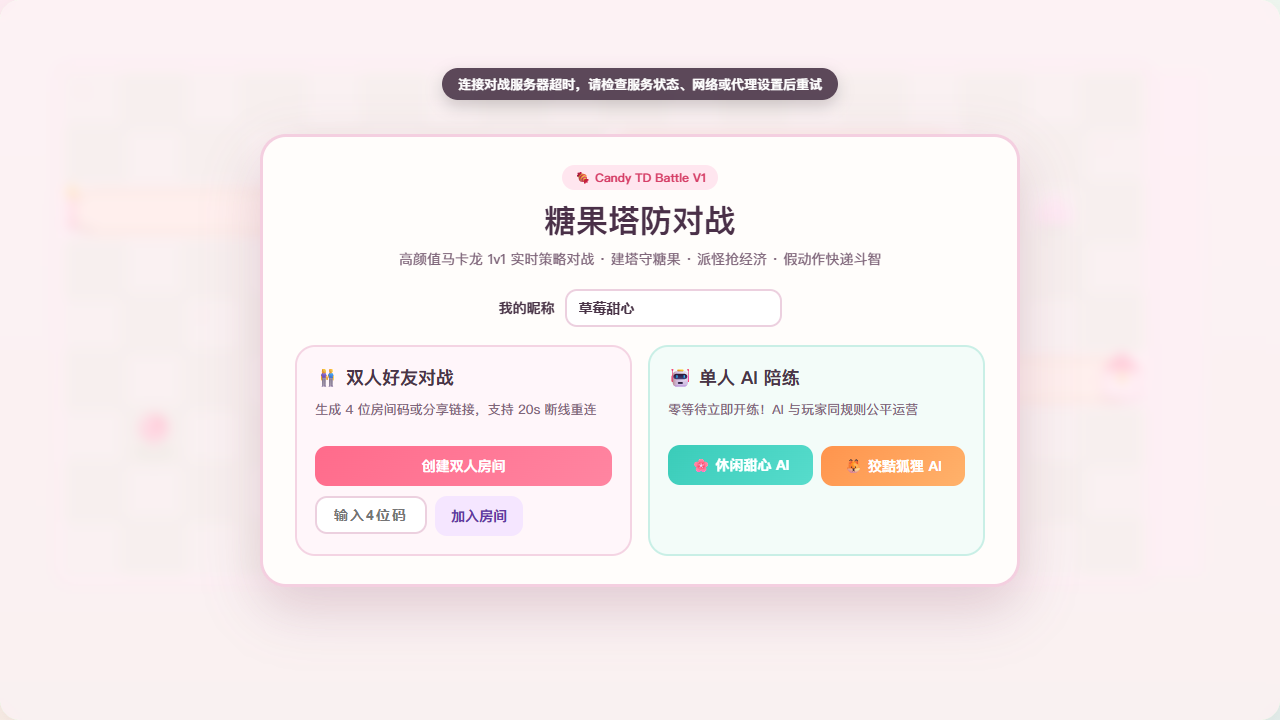 连接对战服务器超时，请检查服务状态、网络或代理设置后重试
Candy TD Battle V1
糖果塔防对战
高颜值马卡龙 1v1 实时策略对战 · 建塔守糖果 · 派怪抢经济 · 假动作快递斗智
我的昵称 草莓甜心
双人好友对战
生成 4 位房间码或分享链接，支持 20s 断线重连
创建双人房间
输入4位码 加入房间
单人 AI 陪练
零等待立即开练！AI 与玩家同规则公平运营
休闲甜心 AI 狡黠狐狸 AI